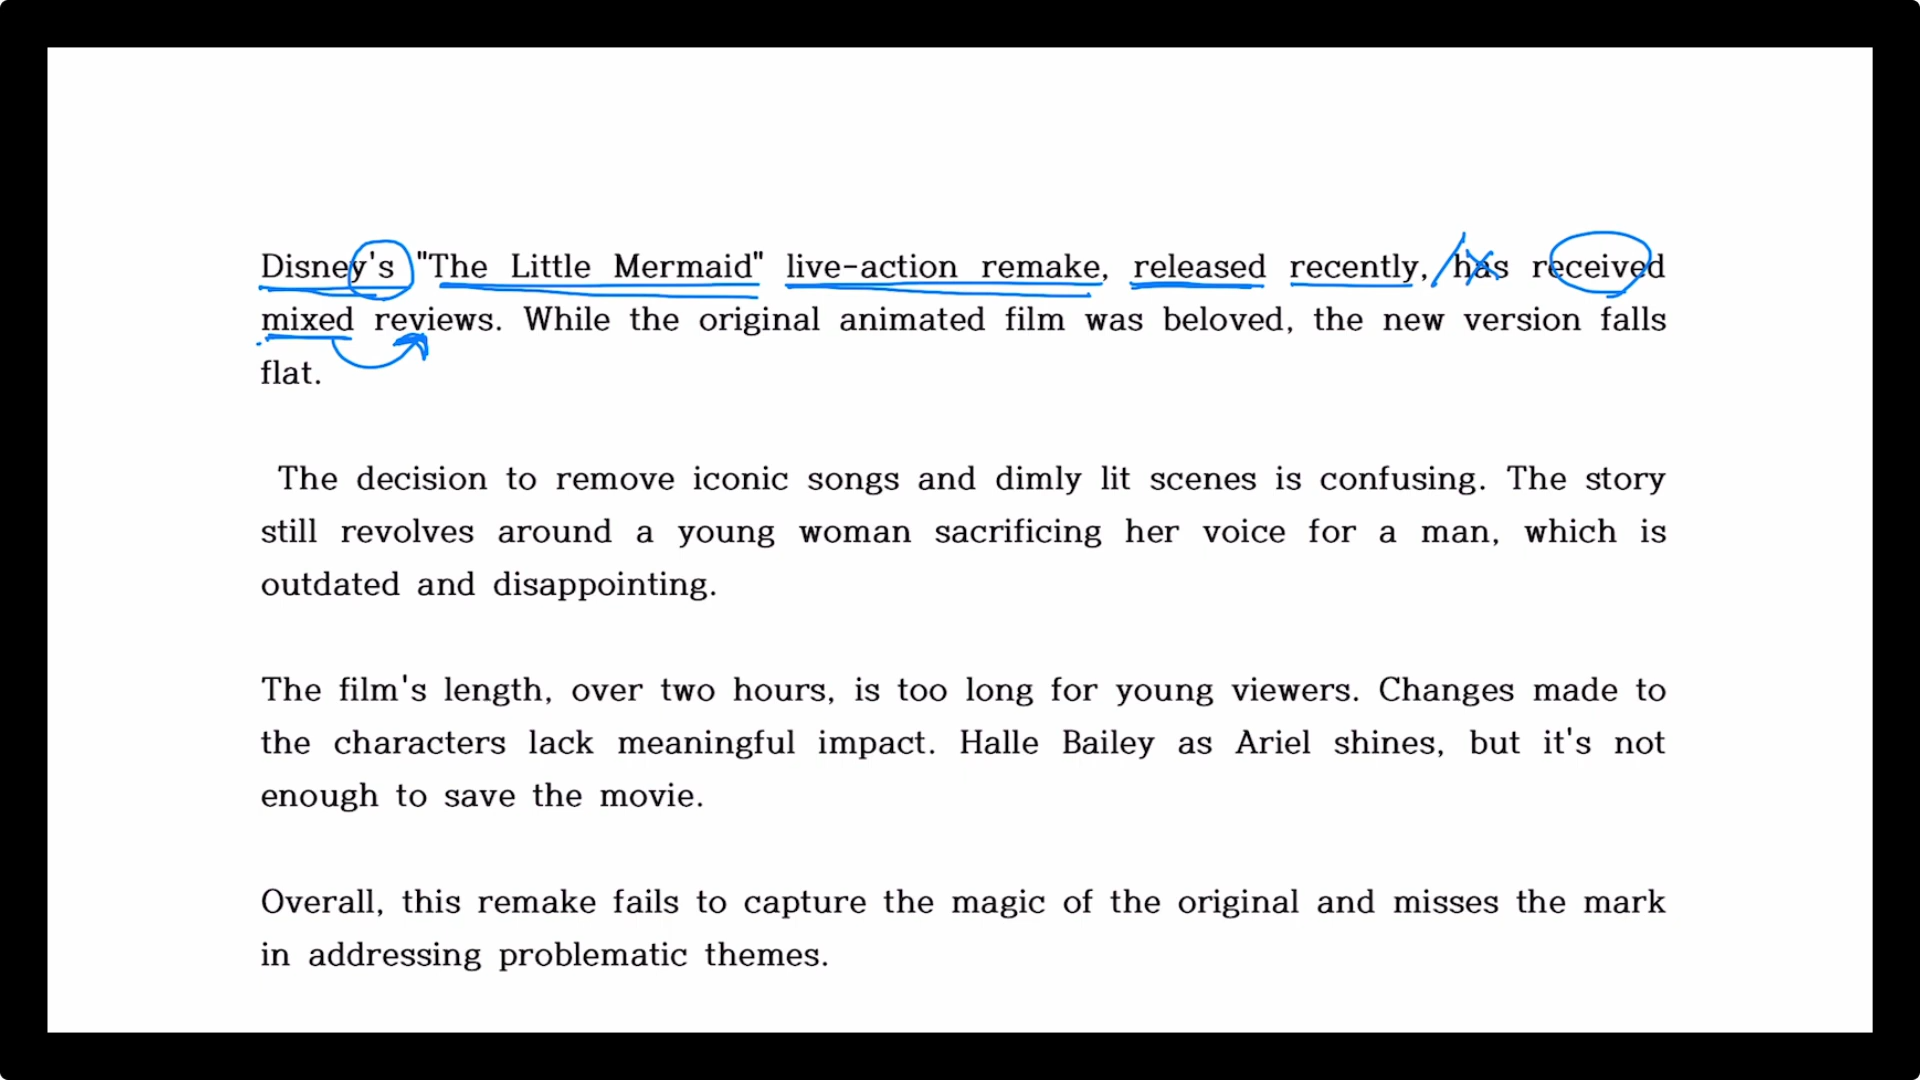 Disney's "The Little Mermaid" live-action remake, released recently, has received
mixed reviews. While the original animated film was beloved, the new version falls
flat.
The decision to remove iconic songs and dimly lit scenes is confusing. The story
still revolves around a young woman sacrificing her voice for a man, which is
outdated and disappointing.
The film's length, over two hours, is too long for young viewers. Changes made to
the characters lack meaningful impact. Halle Bailey as Ariel shines, but it's not
enough to save the movie.
Overall, this remake fails to capture the magic of the original and misses the mark
in addressing problematic themes.